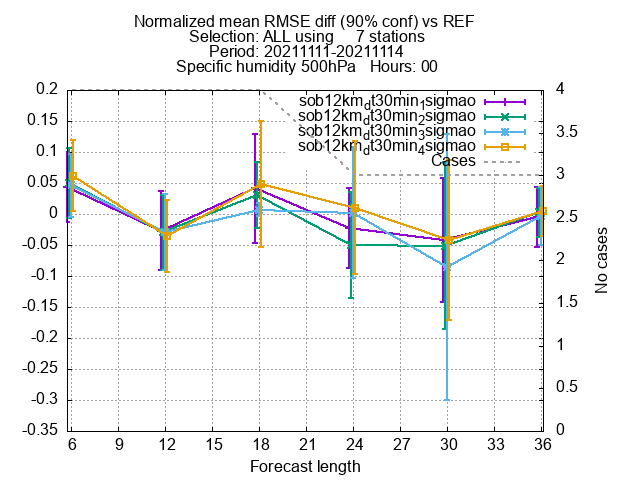 Normalized mean RMSE diff (90% conf) vs REF
Selection: ALL using     7 stations
Period: 20211111-20211114
Specific humidity 500hPa   Hours: 00
sob12km_dt30min_1sigmao
sob12km_dt30min_2sigmao
sob12km_dt30min_3sigmao
sob12km_dt30min_4sigmao
Cases
0.2
0.15
0.1
0.05
0
-0.05
-0.1
-0.15
-0.2
-0.25
-0.3
-0.35
4
3.5
3
2.5
2
1.5
1
0.5
0
No cases
6 9 12 15 18 21 24 27 30 33 36
Forecast length